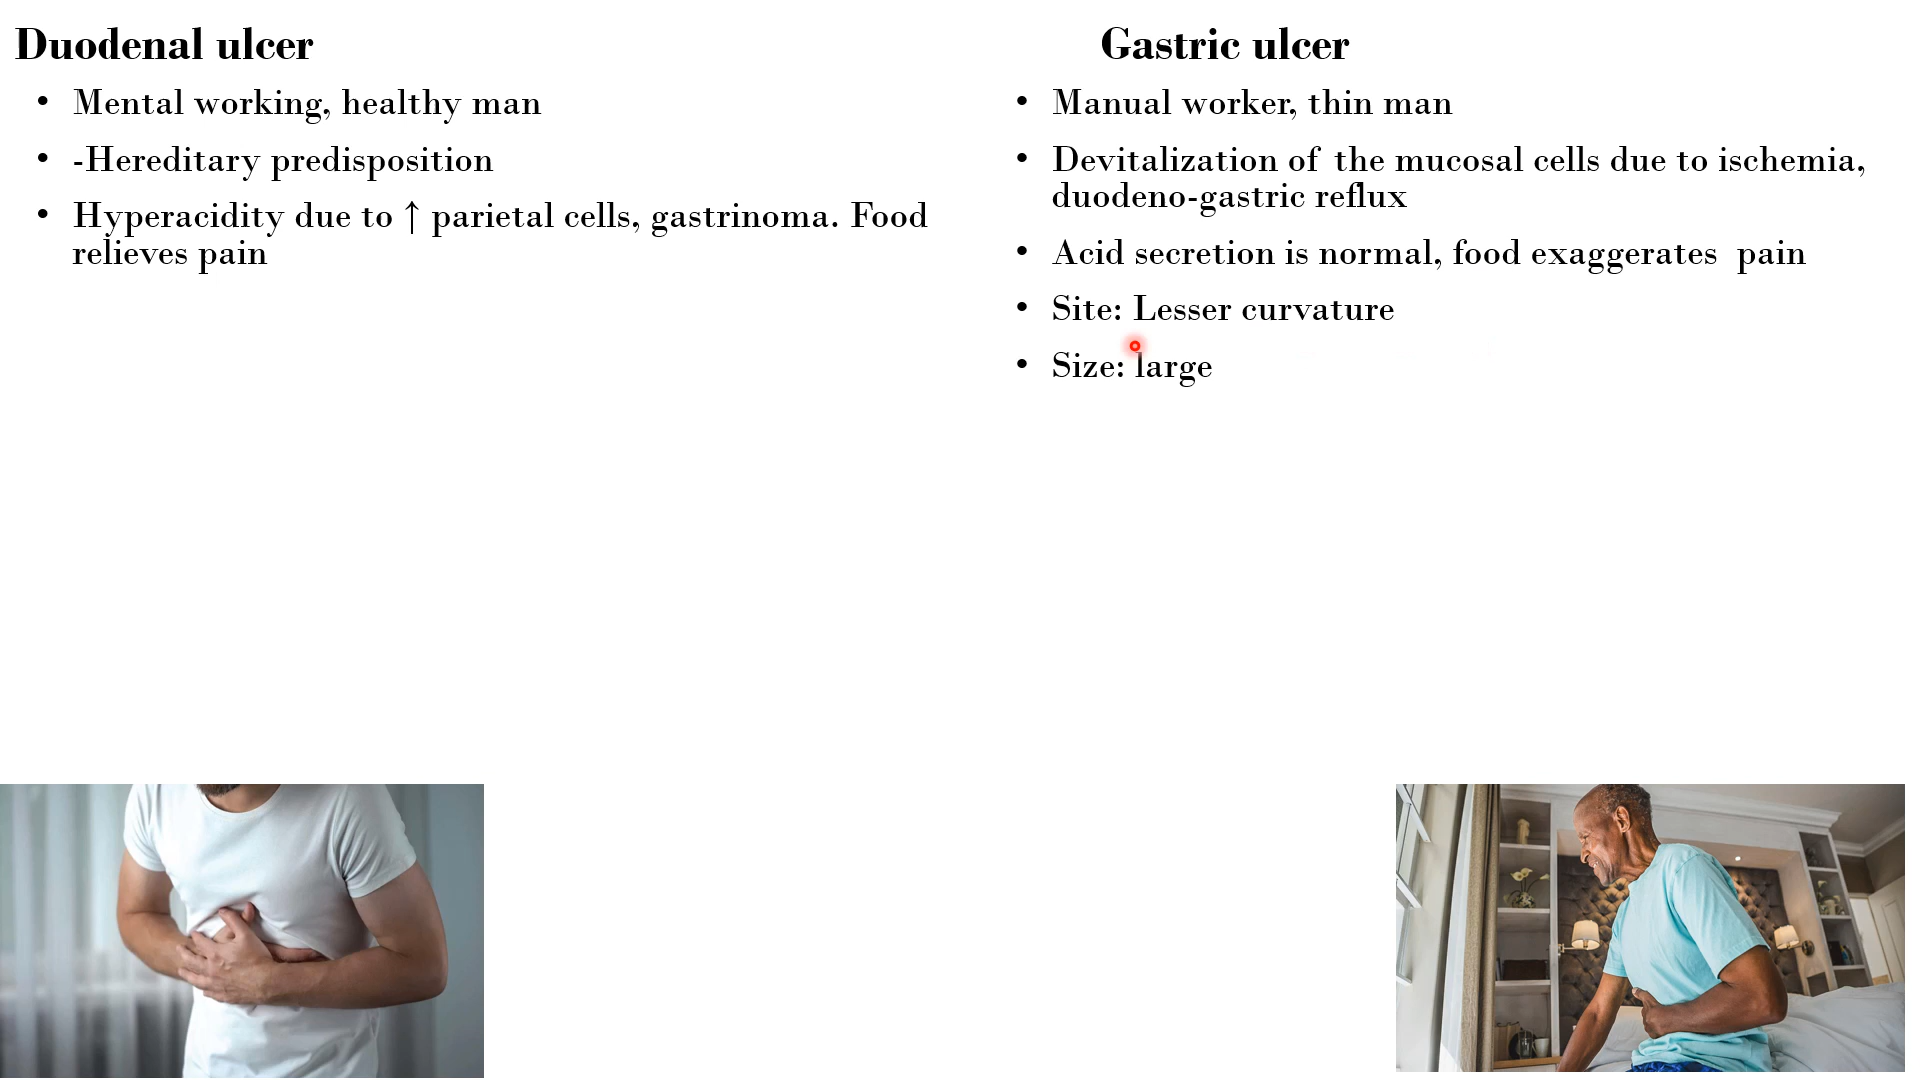 Duodenal ulcer
• Mental working, healthy man
• -Hereditary predisposition
• Hyperacidity due to ↑ parietal cells, gastrinoma. Food
relieves pain
Gastric ulcer
• Manual worker, thin man
• Devitalization of the mucosal cells due to ischemia,
duodeno-gastric reflux
• Acid secretion is normal, food exaggerates pain
• Site: Lesser curvature
• Size: large